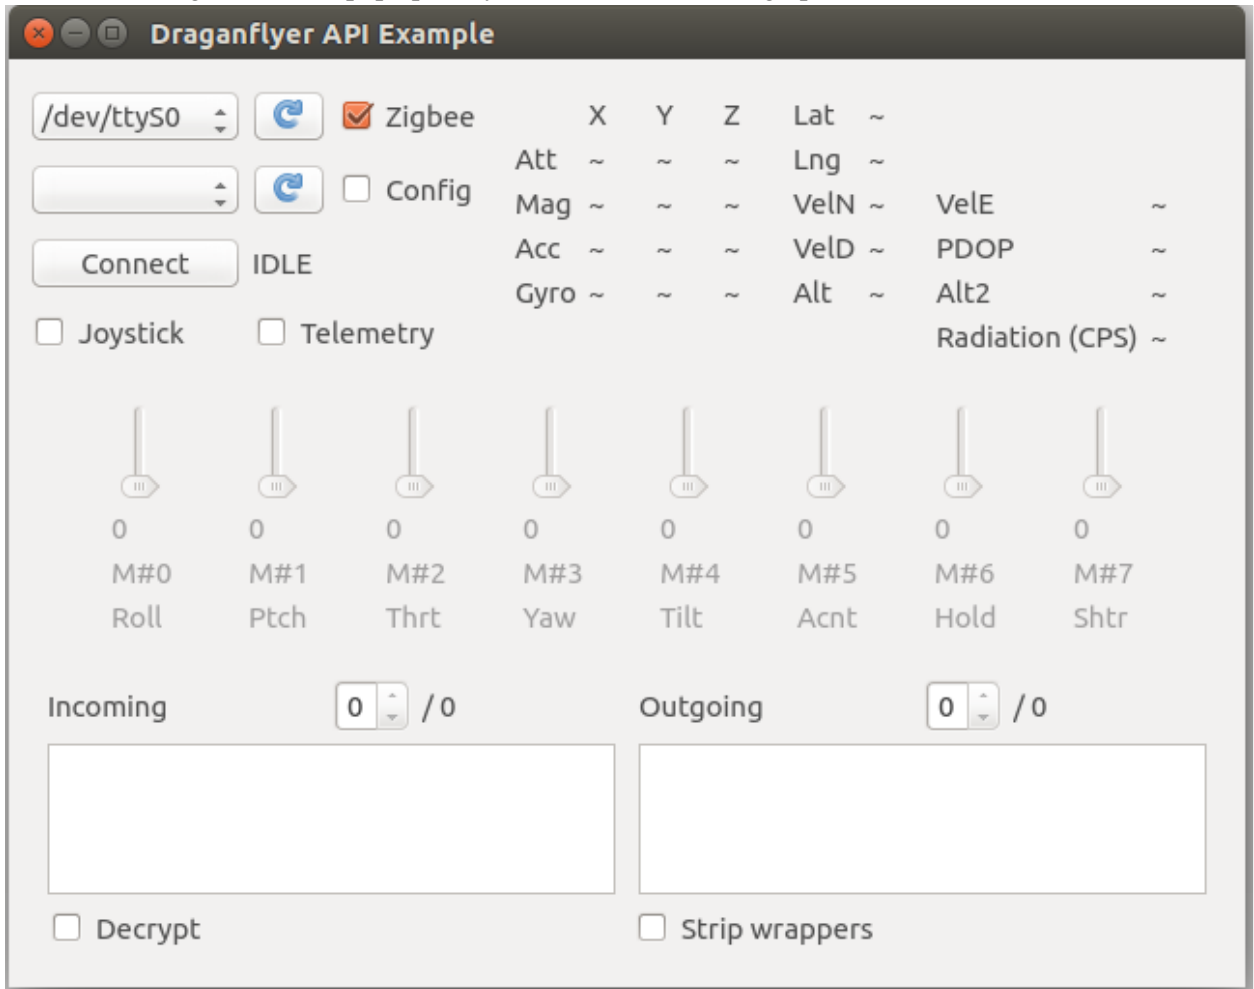 Draganflyer API Example
/dev/ttyS0 Zigbee X Y Z Lat ~
Att ~ ~ ~ Lng ~
Config
Mag ~ ~ ~ VelN ~ VelE ~
Acc ~ ~ ~ VelD ~ PDOP ~
Connect IDLE
Gyro ~ ~ ~ Alt ~ Alt2 ~
Joystick Telemetry Radiation (CPS) ~
0 0 0 0 0 0 0 0
M#0 M#1 M#2 M#3 M#4 M#5 M#6 M#7
Roll Ptch Thrt Yaw Tilt Acnt Hold Shtr
Incoming 0 / 0 Outgoing 0 / 0
Decrypt Strip wrappers